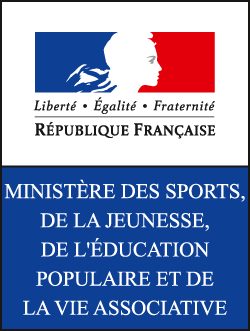 Liberté • Égalité • Fraternité
RÉPUBLIQUE FRANÇAISE
MINISTÈRE DES SPORTS,
DE LA JEUNESSE,
DE L'ÉDUCATION
POPULAIRE ET DE
LA VIE ASSOCIATIVE